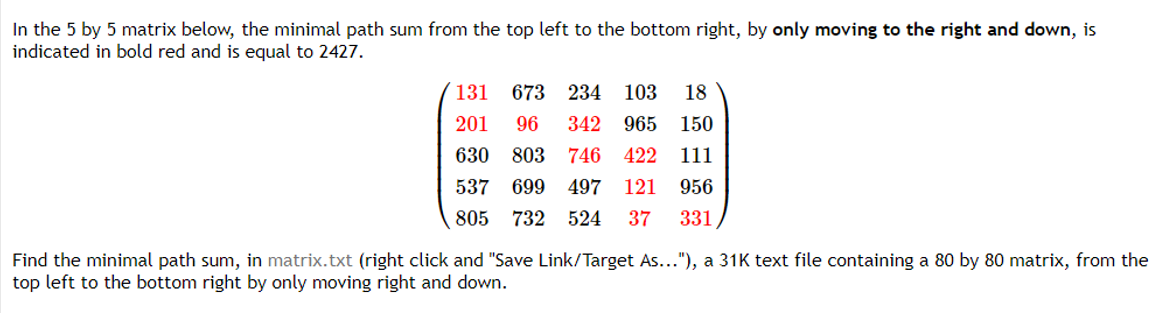 In the 5 by 5 matrix below, the minimal path sum from the top left to the bottom right, by only moving to the right and down, is
indicated in bold red and is equal to 2427.
131 673 234 103 18
201 96 342 965 150
630 803 746 422 111
537 699 497 121 956
805 732 524 37 331
Find the minimal path sum, in matrix.txt (right click and "Save Link/Target As..."), a 31K text file containing a 80 by 80 matrix, from the
top left to the bottom right by only moving right and down.